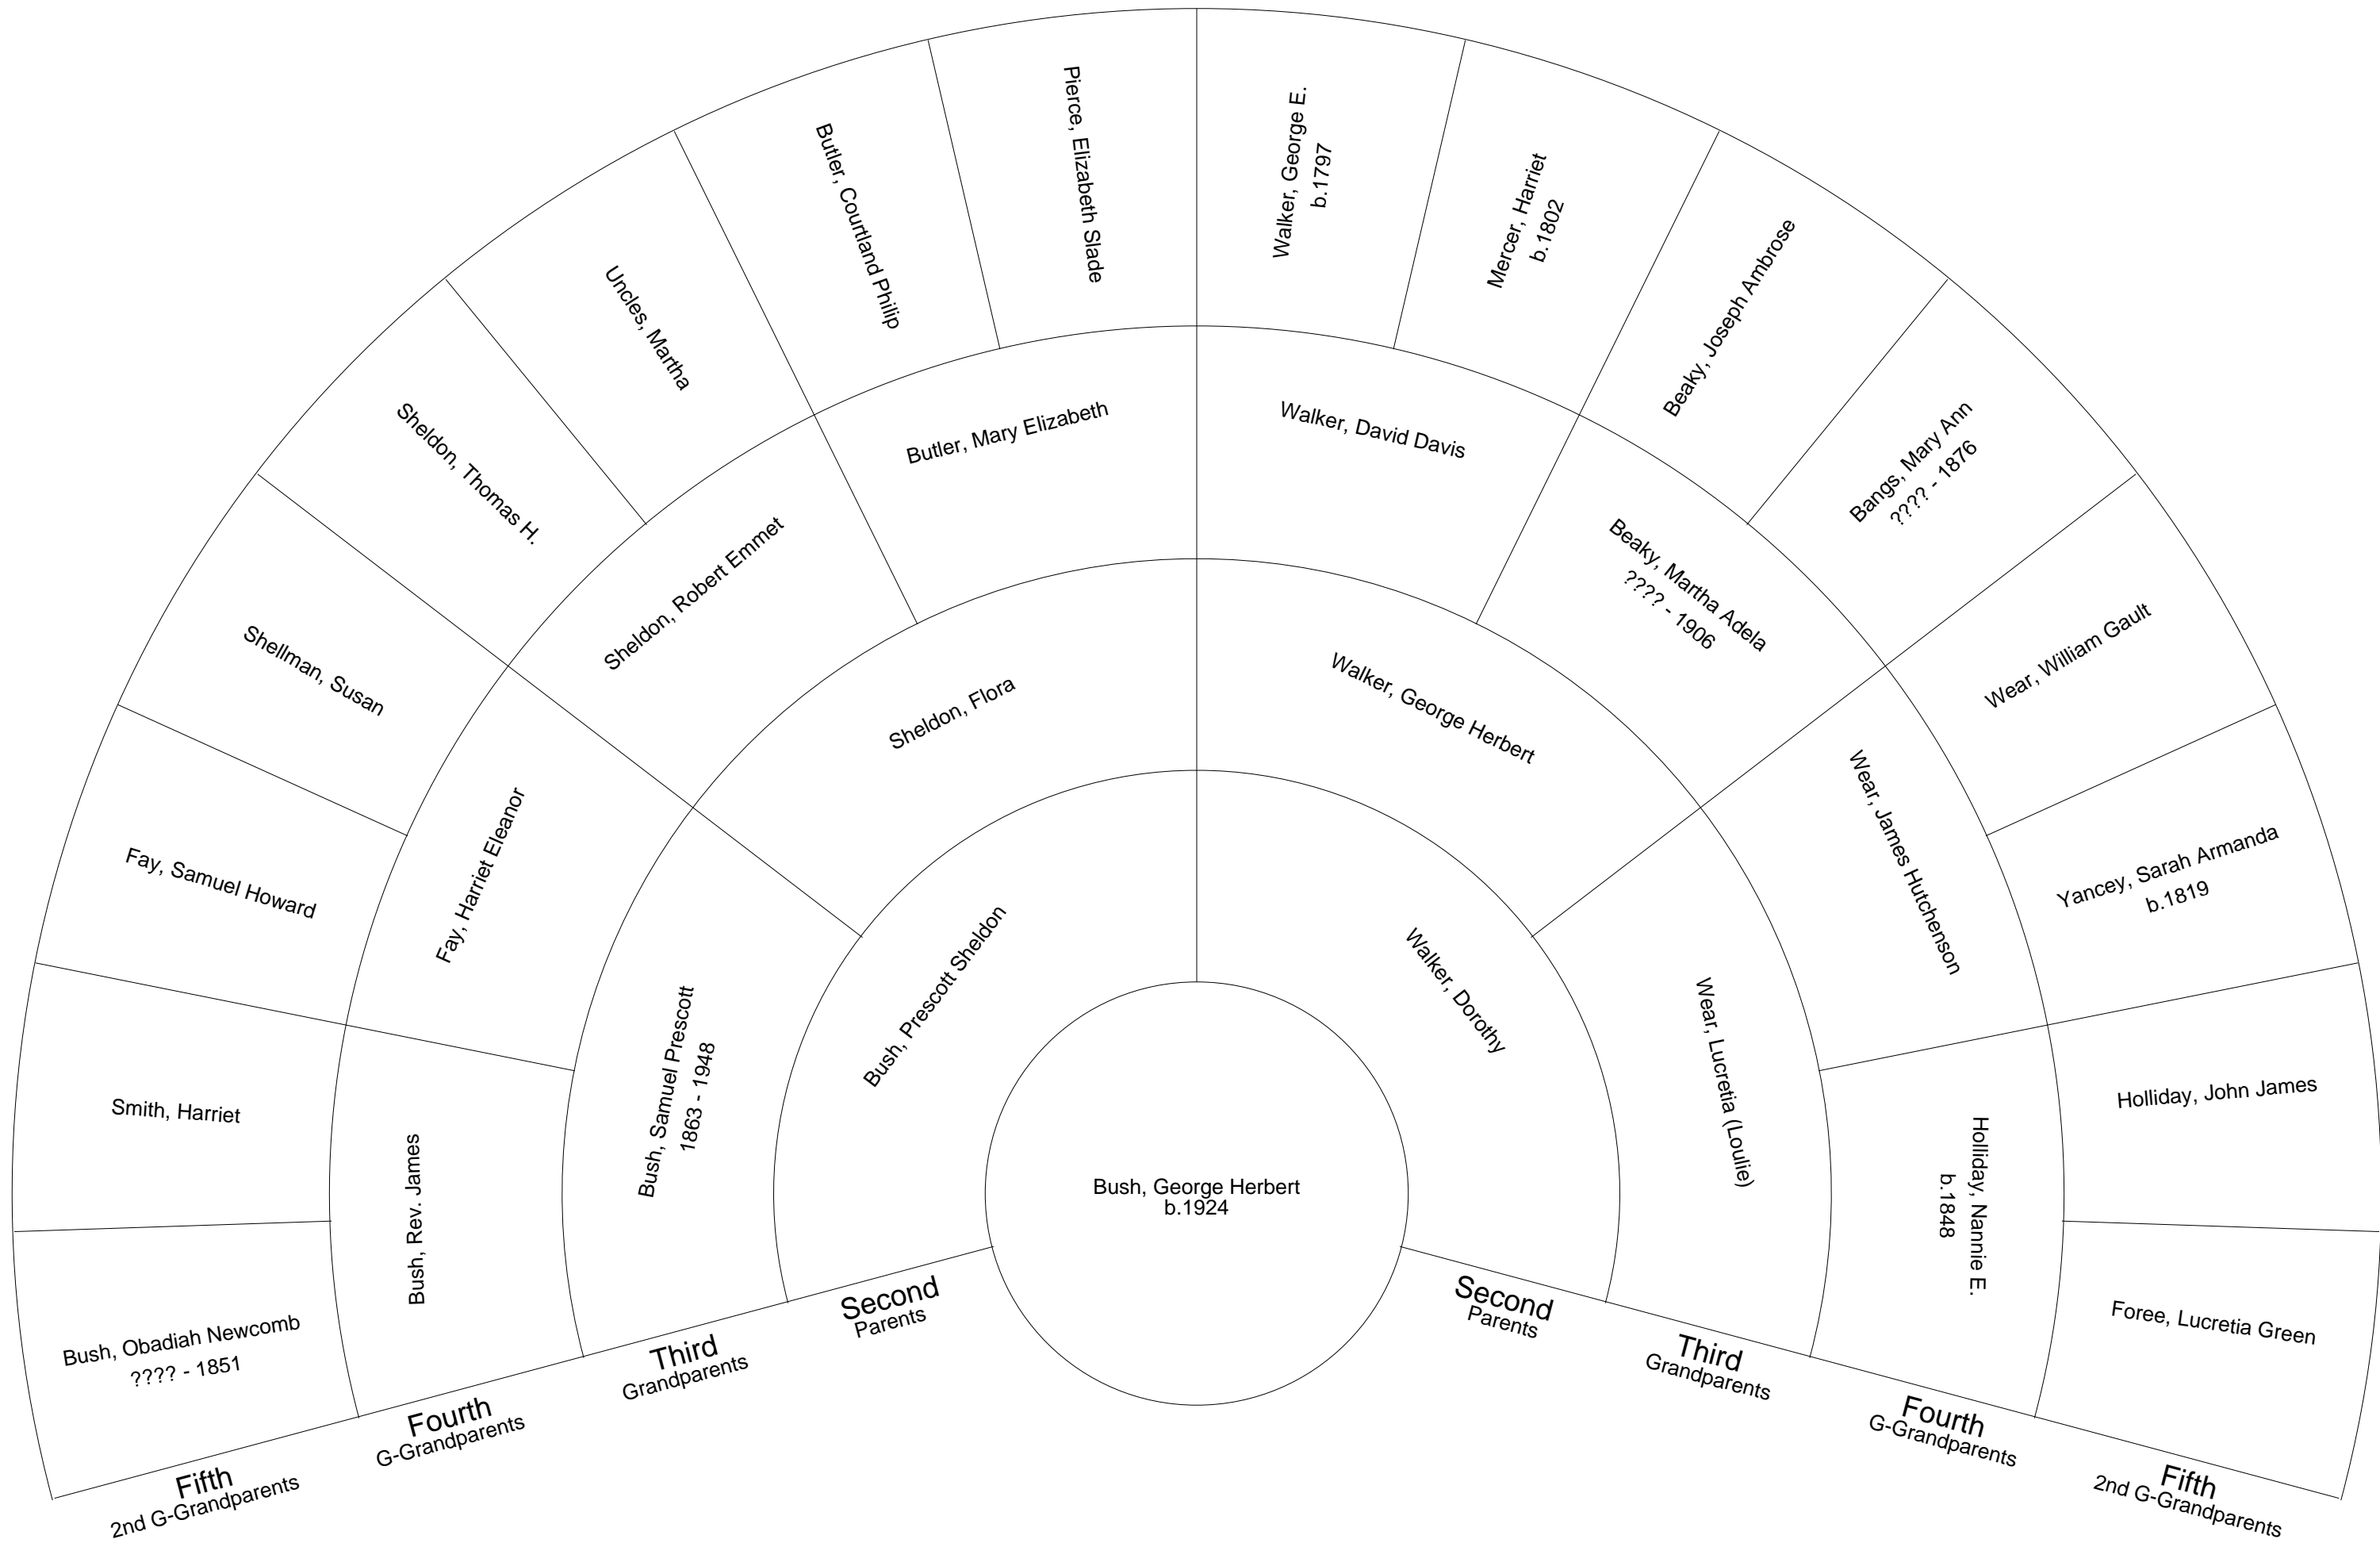 Pierce, Elizabeth Slade
Walker, George E.
b.1797
Butler, Courtland Philip
Mercer, Harriet
b.1802
Uncles, Martha
Beaky, Joseph Ambrose
Sheldon, Thomas H.
Bangs, Mary Ann
???? - 1876
Shellman, Susan
Wear, William Gault
Fay, Samuel Howard
Yancey, Sarah Armanda
b.1819
Smith, Harriet
Holliday, John James
Bush, Obadiah Newcomb
???? - 1851
Foree, Lucretia Green
Butler, Mary Elizabeth
Walker, David Davis
Sheldon, Robert Emmet
Beaky, Martha Adela
???? - 1906
Fay, Harriet Eleanor
Wear, James Hutchenson
Bush, Rev. James
Holliday, Nannie E.
b.1848
Sheldon, Flora
Walker, George Herbert
Bush, Samuel Prescott
1863 - 1948
Wear, Lucretia (Loulie)
Bush, Prescott Sheldon
Walker, Dorothy
Bush, George Herbert
b.1924
Second
Parents
Third
Grandparents
Fourth
G-Grandparents
Fifth
2nd G-Grandparents
Second
Parents
Third
Grandparents
Fourth
G-Grandparents
Fifth
2nd G-Grandparents